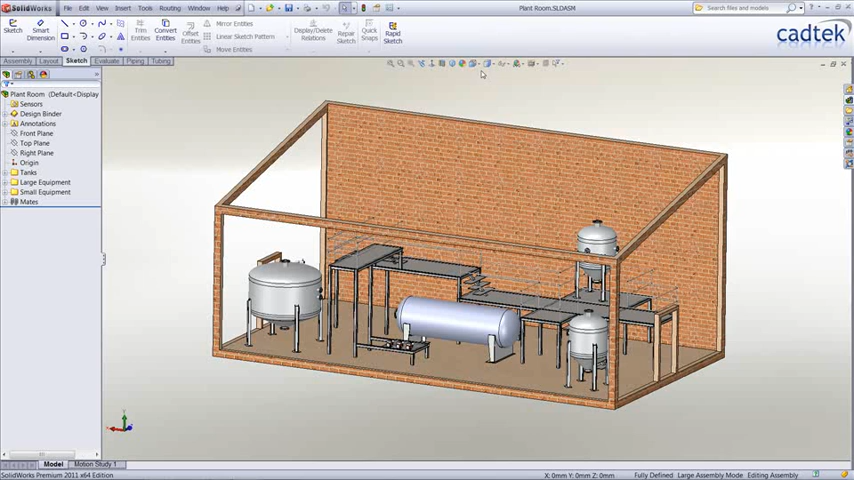 SolidWorks File Edit View Insert Tools Routing Window Help
Plant Room.SLDASM
Search files and models
Sketch
Smart Dimension
Trim Entities
Convert Entities
Offset Entities
Mirror Entities
Linear Sketch Pattern
Move Entities
Display/Delete Relations
Repair Sketch
Quick Snaps
Rapid Sketch
cadtek
Assembly Layout Sketch Evaluate Piping Tubing
Plant Room (Default<Display
Sensors
Design Binder
Annotations
Front Plane
Top Plane
Right Plane
Origin
Tanks
Large Equipment
Small Equipment
Mates
Model Motion Study 1
SolidWorks Premium 2011 x64 Edition
X: 0mm Y: 0mm Z: 0mm Fully Defined Large Assembly Mode Editing Assembly